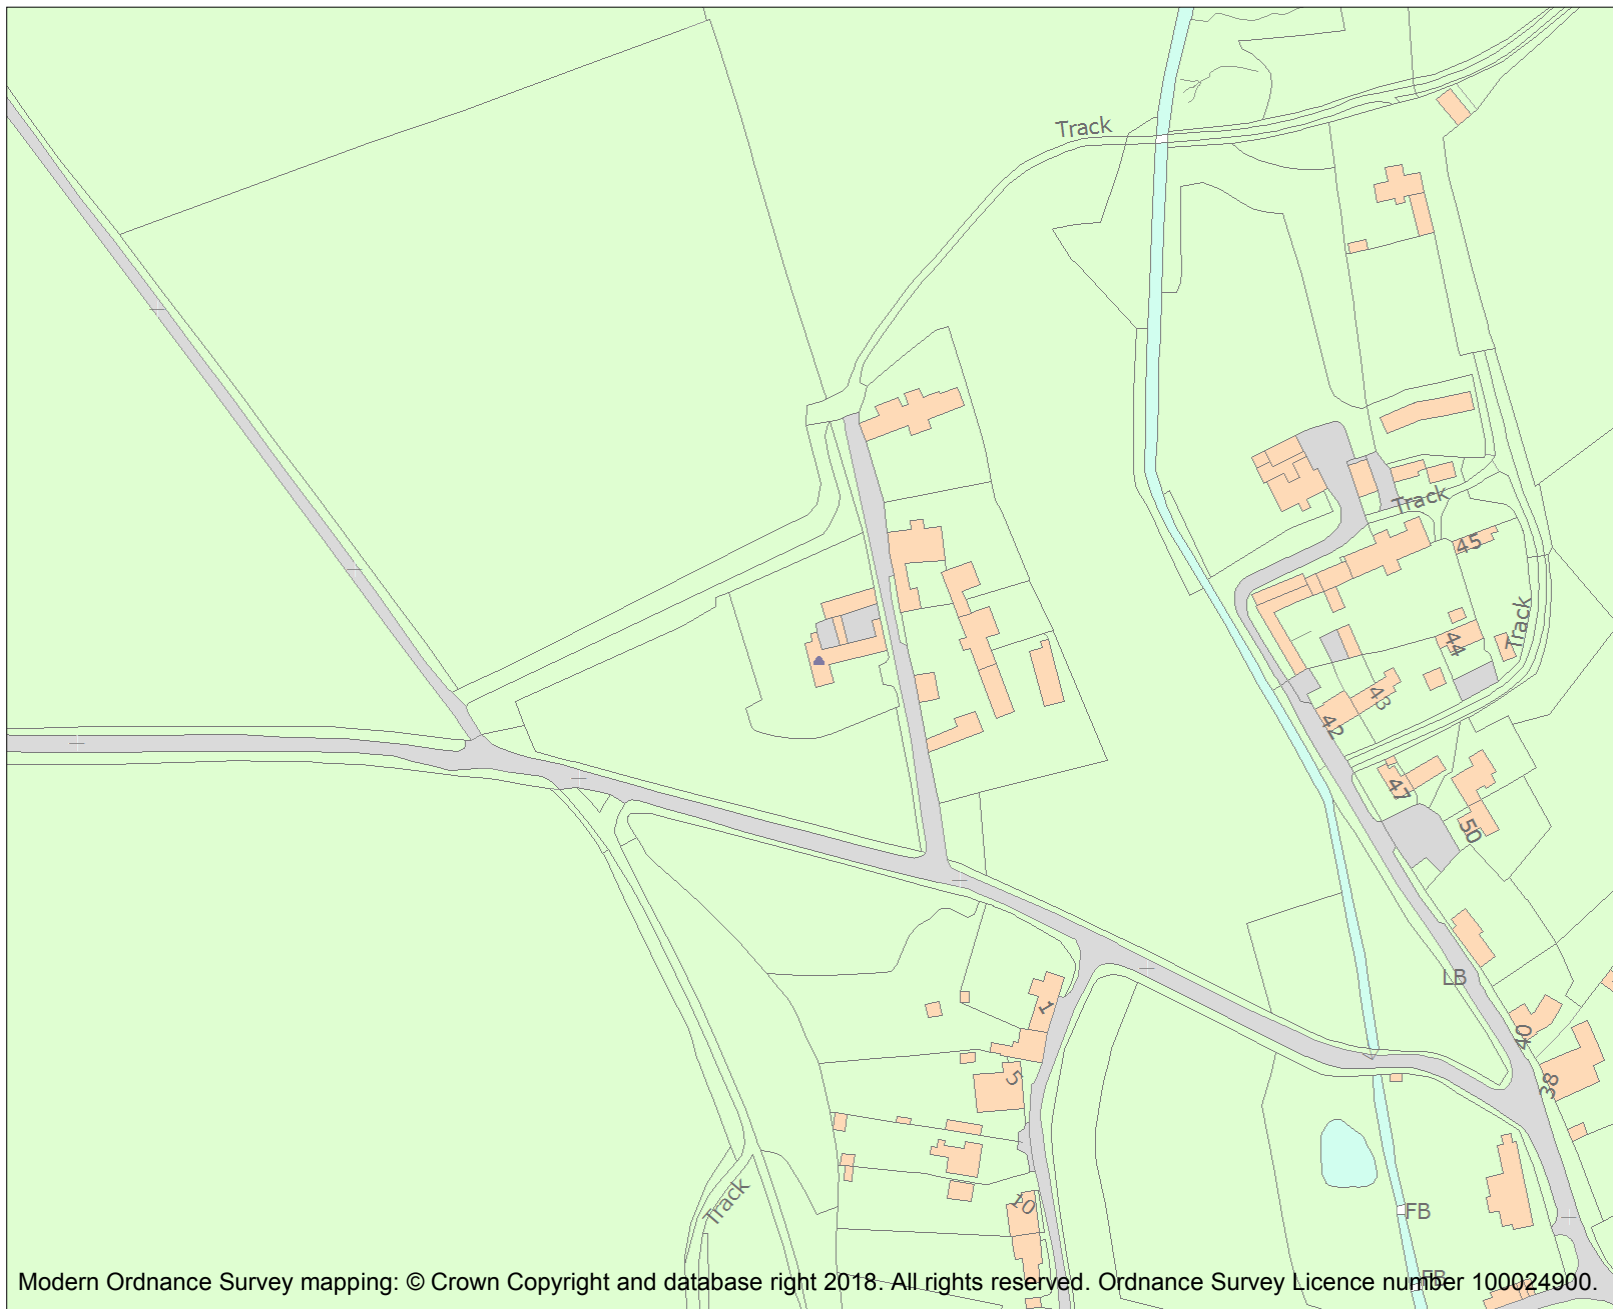 Track
Track
45
Track
44
43
42
47
50
LB
1
40
5
38
10
Track
FB
FB
Modern Ordnance Survey mapping: © Crown Copyright and database right 2018. All rights reserved. Ordnance Survey Licence number 100024900.